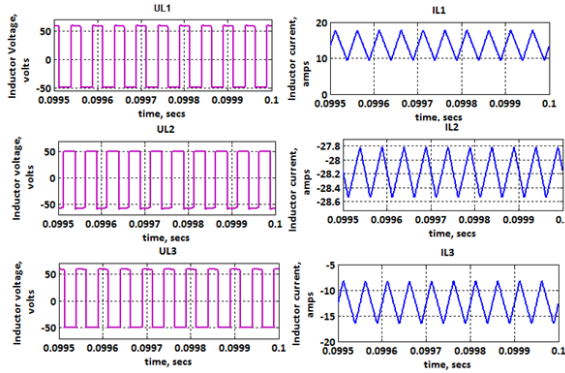 UL1
Inductor Voltage,
volts
50
0
-50
0.0995 0.0996 0.0997 0.0998 0.0999 0.1
time, secs
IL1
Inductor current,
amps
20
10
0
0.0995 0.0996 0.0997 0.0998 0.0999 0.1
time, secs
UL2
Inductor voltage,
volts
50
0
-50
0.0995 0.0996 0.0997 0.0998 0.0999 0.1
time, secs
IL2
Inductor current,
amps
-27.8
-28
-28.2
-28.4
-28.6
0.0995 0.0996 0.0997 0.0998 0.0999 0.1
time, secs
UL3
Inductor voltage,
volts
50
0
-50
0.0995 0.0996 0.0997 0.0998 0.0999 0.1
time, secs
IL3
Inductor current,
amps
-5
-10
-15
-20
0.0995 0.0996 0.0997 0.0998 0.0999 0.1
time, secs